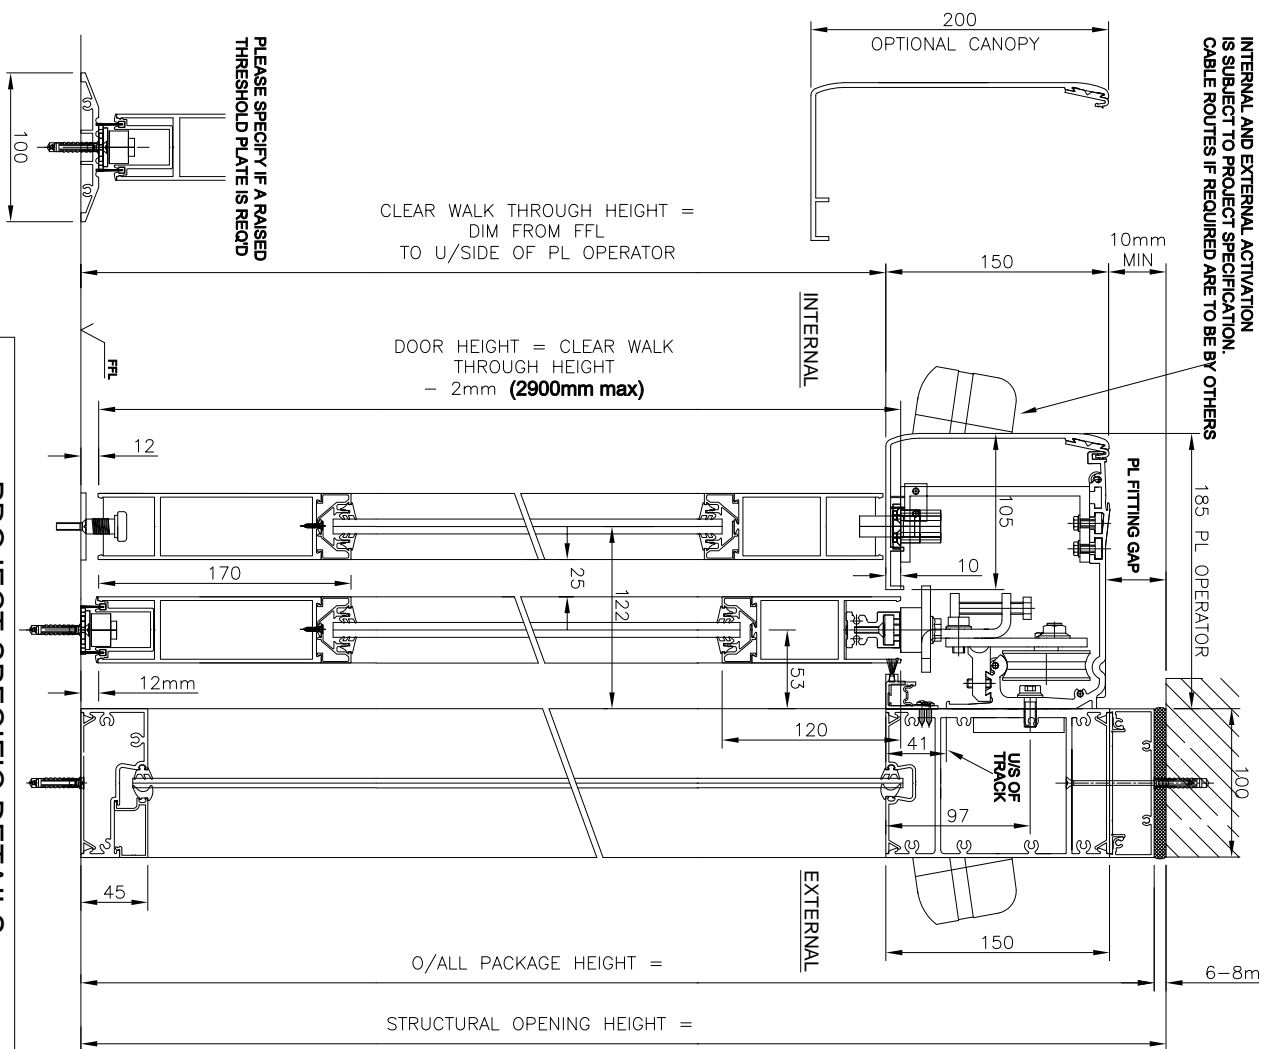 200
OPTIONAL CANOPY
INTERNAL AND EXTERNAL ACTIVATION
IS SUBJECT TO PROJECT SPECIFICATION.
CABLE ROUTES IF REQUIRED ARE TO BE BY OTHERS
PLEASE SPECIFY IF A RAISED
THRESHOLD PLATE IS REQ'D
100
CLEAR WALK THROUGH HEIGHT =
DIM FROM FFL
TO U/SIDE OF PL OPERATOR
150
10mm
MIN
INTERNAL
FFL
DOOR HEIGHT = CLEAR WALK
THROUGH HEIGHT
- 2mm (2900mm max)
12
105
PL FITTING GAP
185 PL OPERATOR
170
25
122
10
53
12mm
120
41
U/S OF
TRACK
97
100
45
EXTERNAL
150
O/ALL PACKAGE HEIGHT =
6-8m
STRUCTURAL OPENING HEIGHT =